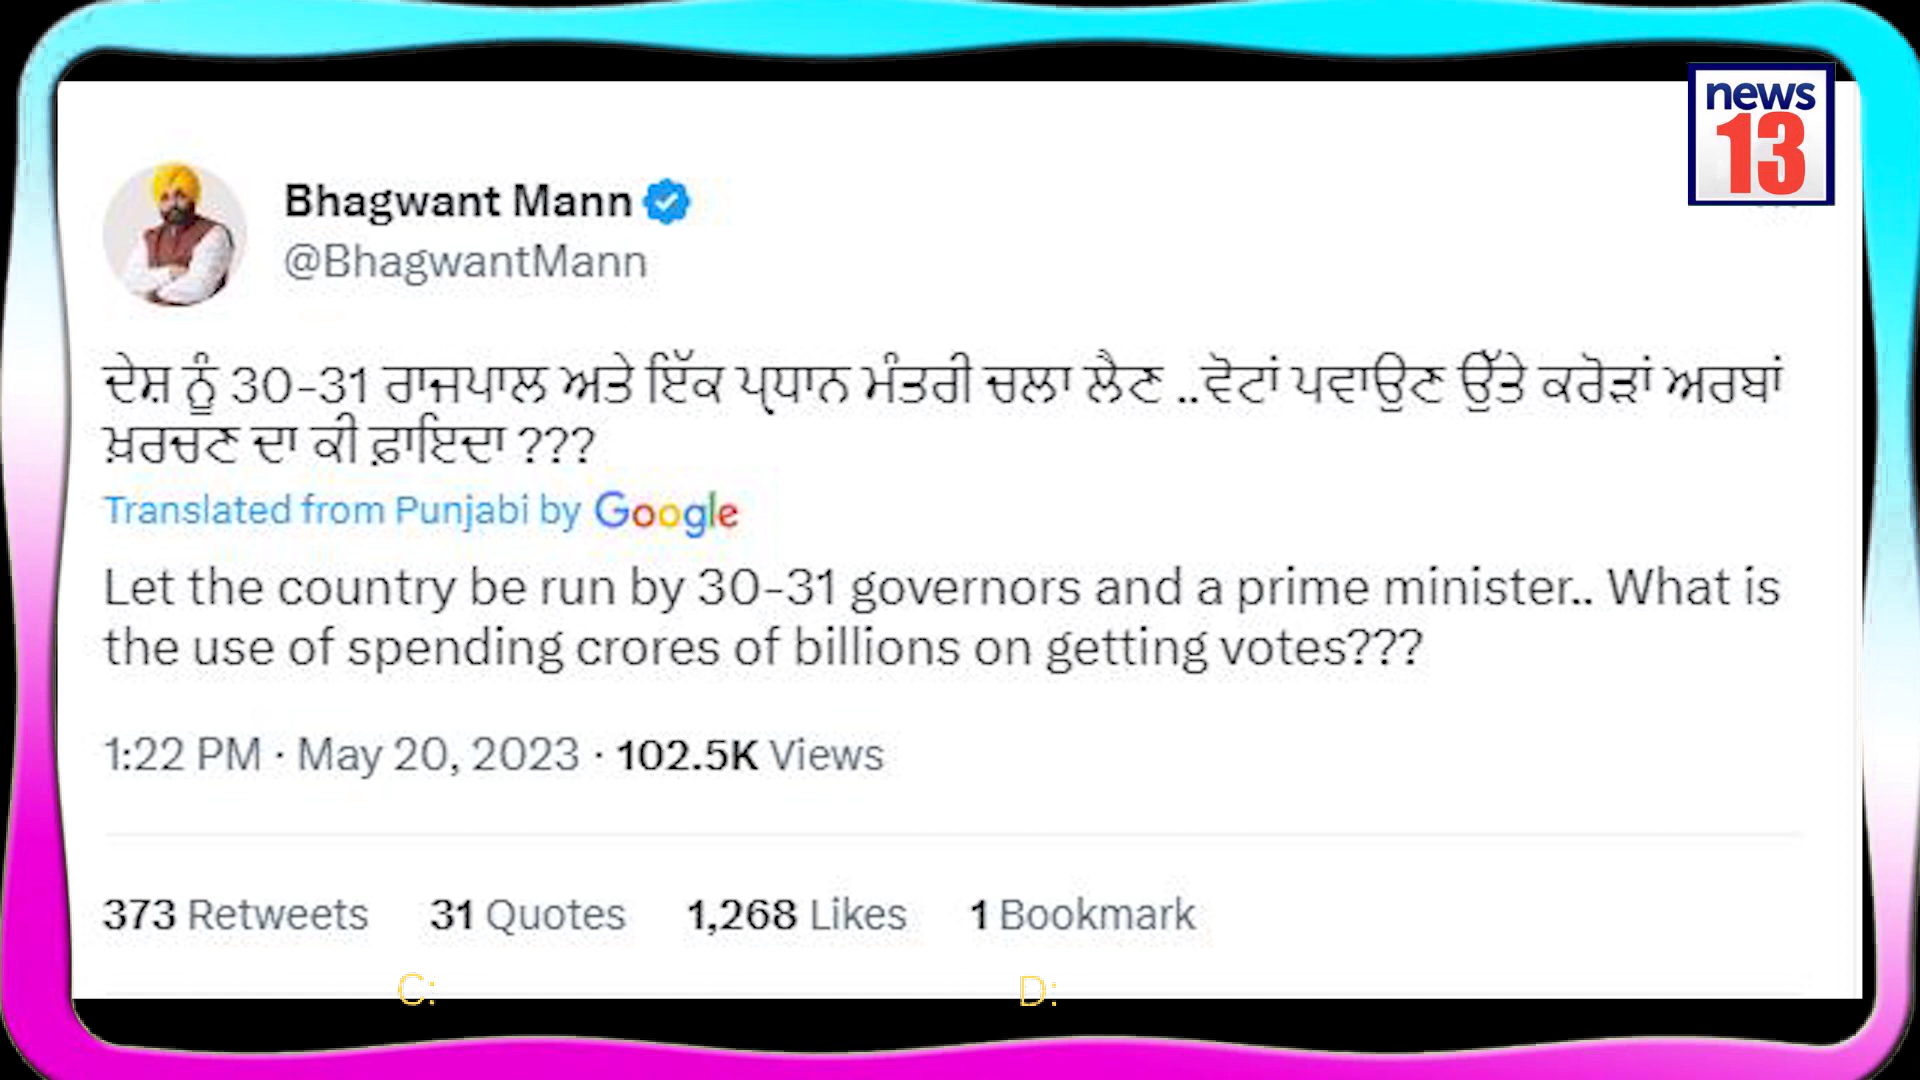 news
13
Bhagwant Mann
@BhagwantMann
ਦੇਸ਼ ਨੂੰ 30-31 ਰਾਜਪਾਲ ਅਤੇ ਇੱਕ ਪ੍ਰਧਾਨ ਮੰਤਰੀ ਚਲਾ ਲੈਣ ..ਵੋਟਾਂ ਪਵਾਉਣ ਉੱਤੇ ਕਰੋੜਾਂ ਅਰਬਾਂ
ਖ਼ਰਚਣ ਦਾ ਕੀ ਫ਼ਾਇਦਾ ???
Translated from Punjabi by Google
Let the country be run by 30-31 governors and a prime minister.. What is
the use of spending crores of billions on getting votes???
1:22 PM · May 20, 2023 · 102.5K Views
373 Retweets 31 Quotes 1,268 Likes 1 Bookmark
C: D: